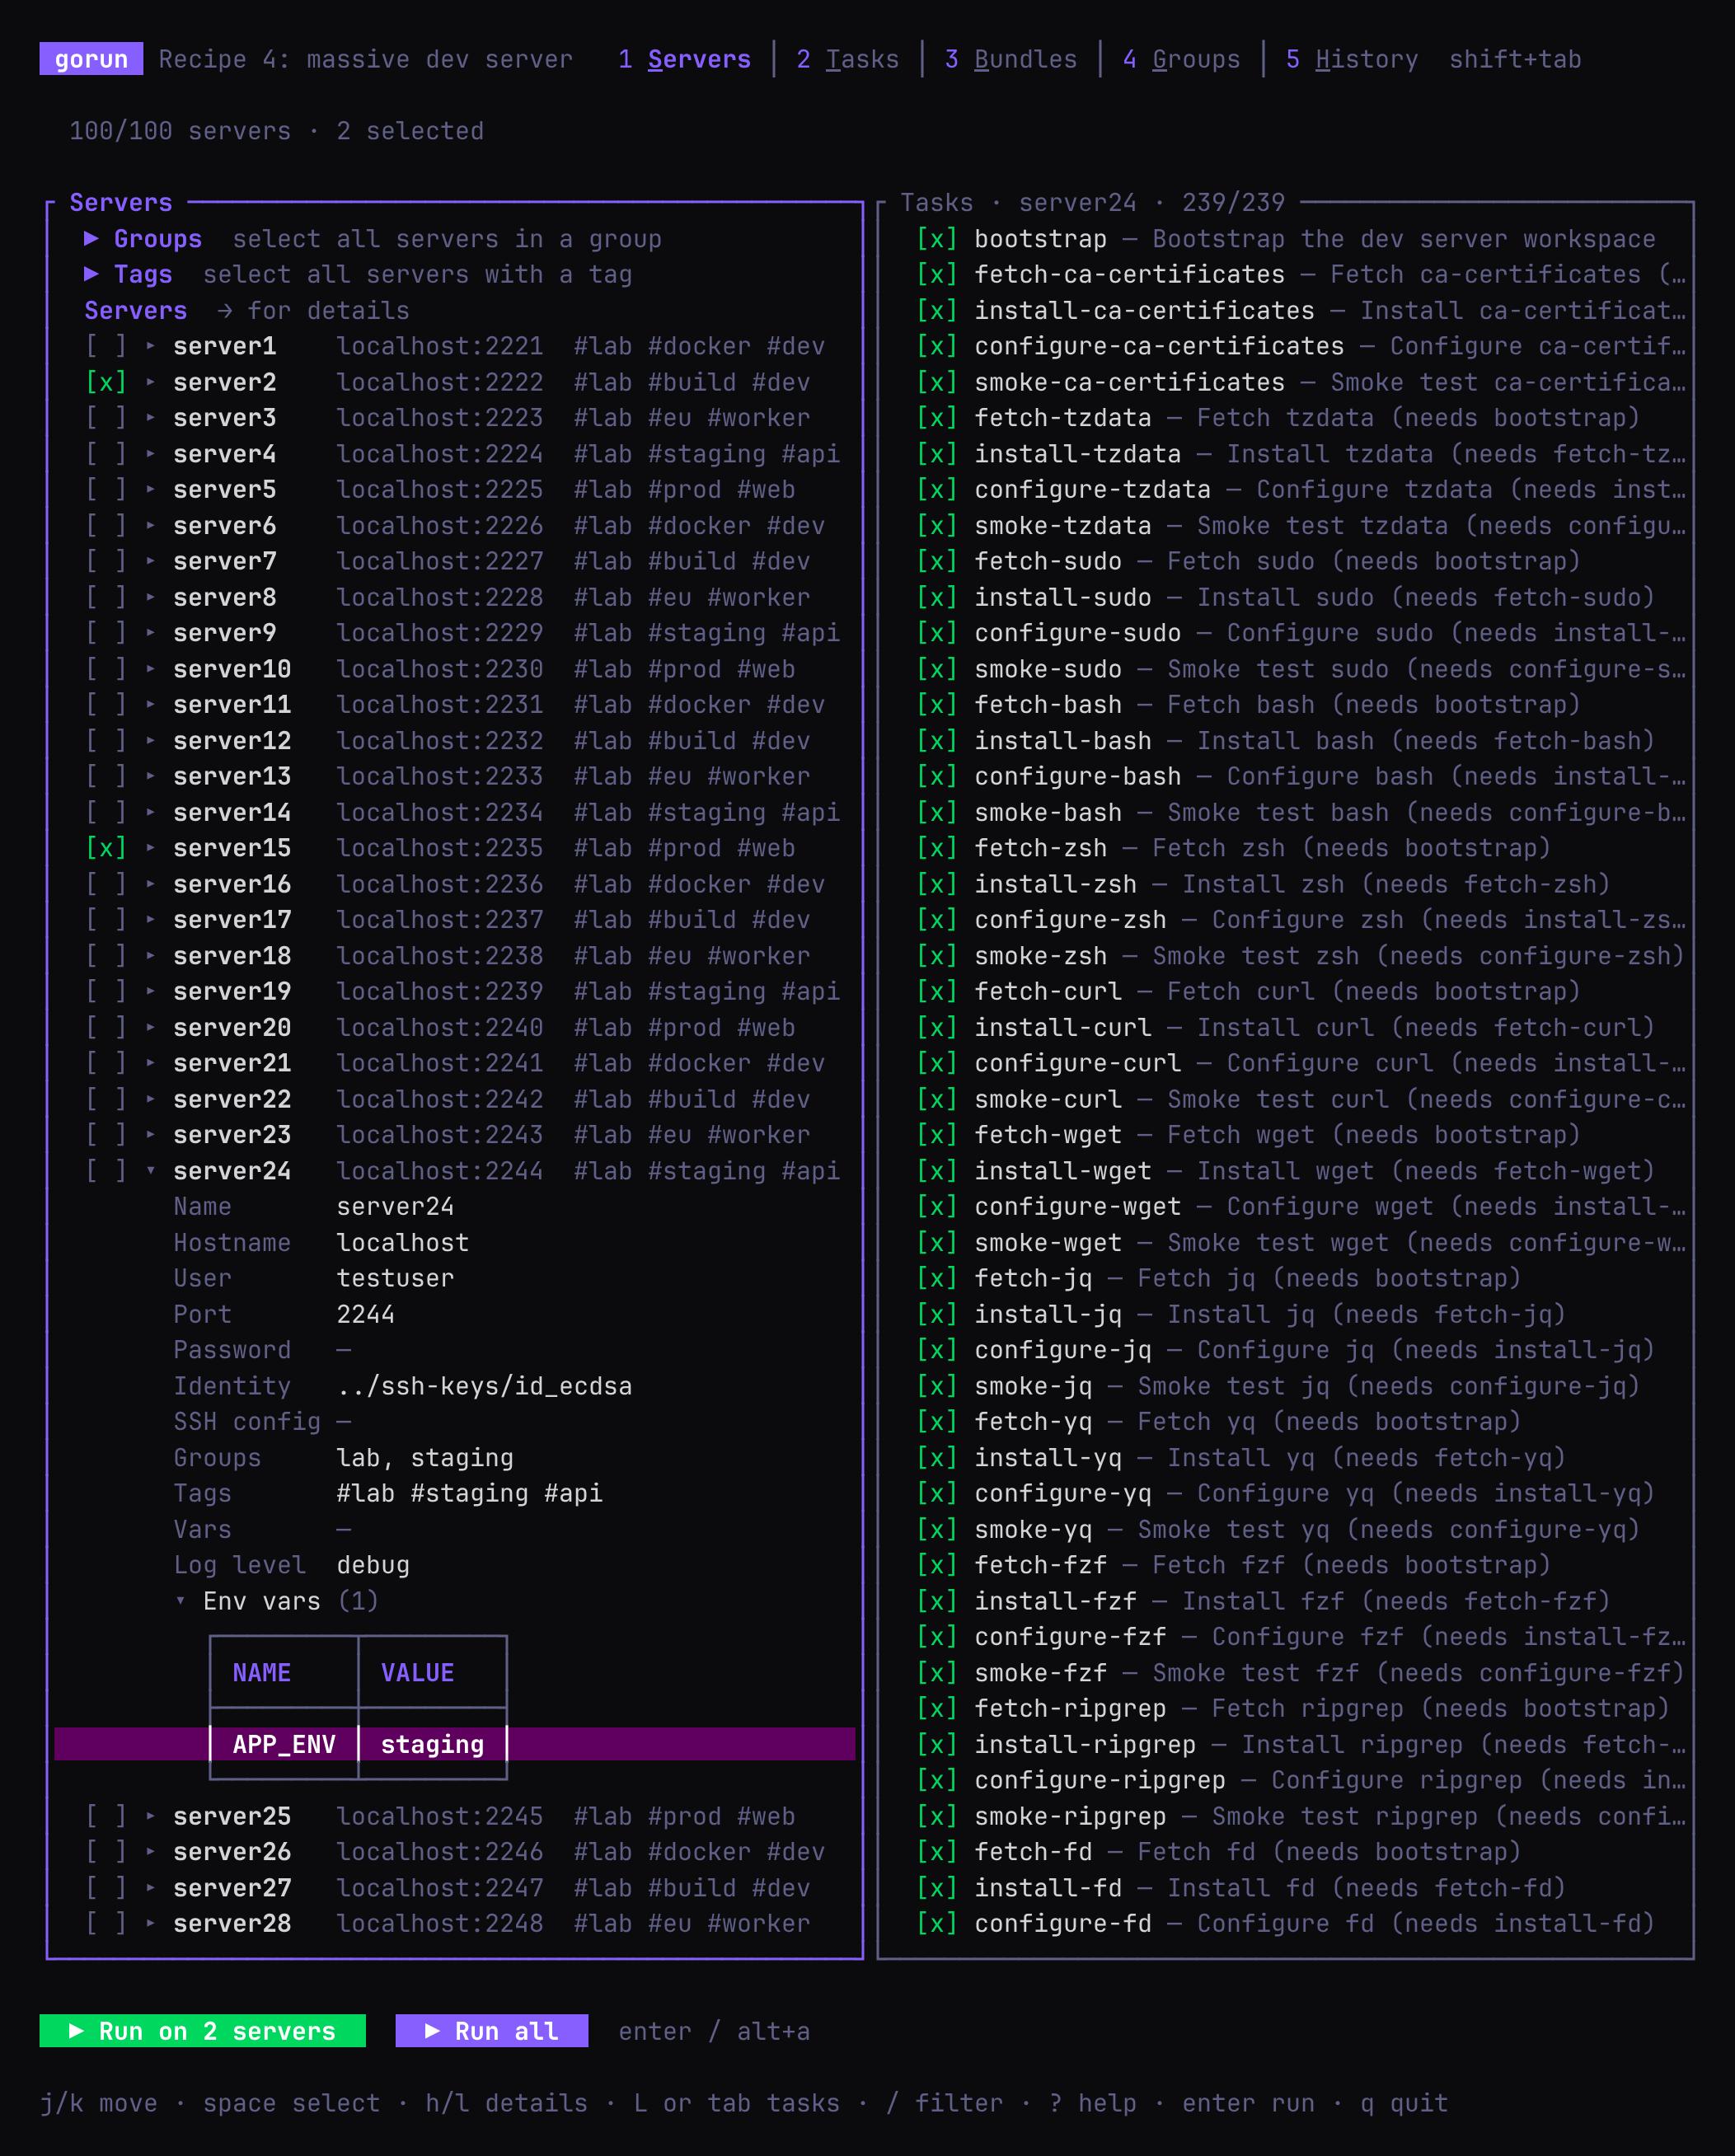 gorun Recipe 4: massive dev server 1 Servers │ 2 Tasks │ 3 Bundles │ 4 Groups │ 5 History shift+tab
100/100 servers · 2 selected
Servers
▶ Groups select all servers in a group
▶ Tags select all servers with a tag
Servers → for details
[ ] ▸ server1 localhost:2221 #lab #docker #dev
[x] ▸ server2 localhost:2222 #lab #build #dev
[ ] ▸ server3 localhost:2223 #lab #eu #worker
[ ] ▸ server4 localhost:2224 #lab #staging #api
[ ] ▸ server5 localhost:2225 #lab #prod #web
[ ] ▸ server6 localhost:2226 #lab #docker #dev
[ ] ▸ server7 localhost:2227 #lab #build #dev
[ ] ▸ server8 localhost:2228 #lab #eu #worker
[ ] ▸ server9 localhost:2229 #lab #staging #api
[ ] ▸ server10 localhost:2230 #lab #prod #web
[ ] ▸ server11 localhost:2231 #lab #docker #dev
[ ] ▸ server12 localhost:2232 #lab #build #dev
[ ] ▸ server13 localhost:2233 #lab #eu #worker
[ ] ▸ server14 localhost:2234 #lab #staging #api
[x] ▸ server15 localhost:2235 #lab #prod #web
[ ] ▸ server16 localhost:2236 #lab #docker #dev
[ ] ▸ server17 localhost:2237 #lab #build #dev
[ ] ▸ server18 localhost:2238 #lab #eu #worker
[ ] ▸ server19 localhost:2239 #lab #staging #api
[ ] ▸ server20 localhost:2240 #lab #prod #web
[ ] ▸ server21 localhost:2241 #lab #docker #dev
[ ] ▸ server22 localhost:2242 #lab #build #dev
[ ] ▸ server23 localhost:2243 #lab #eu #worker
[ ] ▾ server24 localhost:2244 #lab #staging #api
Name server24
Hostname localhost
User testuser
Port 2244
Password —
Identity ../ssh-keys/id_ecdsa
SSH config —
Groups lab, staging
Tags #lab #staging #api
Vars —
Log level debug
▾ Env vars (1)
NAME │ VALUE
APP_ENV │ staging
[ ] ▸ server25 localhost:2245 #lab #prod #web
[ ] ▸ server26 localhost:2246 #lab #docker #dev
[ ] ▸ server27 localhost:2247 #lab #build #dev
[ ] ▸ server28 localhost:2248 #lab #eu #worker
Tasks · server24 · 239/239
[x] bootstrap — Bootstrap the dev server workspace
[x] fetch-ca-certificates — Fetch ca-certificates (…
[x] install-ca-certificates — Install ca-certificat…
[x] configure-ca-certificates — Configure ca-certif…
[x] smoke-ca-certificates — Smoke test ca-certifica…
[x] fetch-tzdata — Fetch tzdata (needs bootstrap)
[x] install-tzdata — Install tzdata (needs fetch-tz…
[x] configure-tzdata — Configure tzdata (needs inst…
[x] smoke-tzdata — Smoke test tzdata (needs configu…
[x] fetch-sudo — Fetch sudo (needs bootstrap)
[x] install-sudo — Install sudo (needs fetch-sudo)
[x] configure-sudo — Configure sudo (needs install-…
[x] smoke-sudo — Smoke test sudo (needs configure-s…
[x] fetch-bash — Fetch bash (needs bootstrap)
[x] install-bash — Install bash (needs fetch-bash)
[x] configure-bash — Configure bash (needs install-…
[x] smoke-bash — Smoke test bash (needs configure-b…
[x] fetch-zsh — Fetch zsh (needs bootstrap)
[x] install-zsh — Install zsh (needs fetch-zsh)
[x] configure-zsh — Configure zsh (needs install-zs…
[x] smoke-zsh — Smoke test zsh (needs configure-zsh)
[x] fetch-curl — Fetch curl (needs bootstrap)
[x] install-curl — Install curl (needs fetch-curl)
[x] configure-curl — Configure curl (needs install-…
[x] smoke-curl — Smoke test curl (needs configure-c…
[x] fetch-wget — Fetch wget (needs bootstrap)
[x] install-wget — Install wget (needs fetch-wget)
[x] configure-wget — Configure wget (needs install-…
[x] smoke-wget — Smoke test wget (needs configure-w…
[x] fetch-jq — Fetch jq (needs bootstrap)
[x] install-jq — Install jq (needs fetch-jq)
[x] configure-jq — Configure jq (needs install-jq)
[x] smoke-jq — Smoke test jq (needs configure-jq)
[x] fetch-yq — Fetch yq (needs bootstrap)
[x] install-yq — Install yq (needs fetch-yq)
[x] configure-yq — Configure yq (needs install-yq)
[x] smoke-yq — Smoke test yq (needs configure-yq)
[x] fetch-fzf — Fetch fzf (needs bootstrap)
[x] install-fzf — Install fzf (needs fetch-fzf)
[x] configure-fzf — Configure fzf (needs install-fz…
[x] smoke-fzf — Smoke test fzf (needs configure-fzf)
[x] fetch-ripgrep — Fetch ripgrep (needs bootstrap)
[x] install-ripgrep — Install ripgrep (needs fetch-…
[x] configure-ripgrep — Configure ripgrep (needs in…
[x] smoke-ripgrep — Smoke test ripgrep (needs confi…
[x] fetch-fd — Fetch fd (needs bootstrap)
[x] install-fd — Install fd (needs fetch-fd)
[x] configure-fd — Configure fd (needs install-fd)
▶ Run on 2 servers ▶ Run all enter / alt+a
j/k move · space select · h/l details · L or tab tasks · / filter · ? help · enter run · q quit